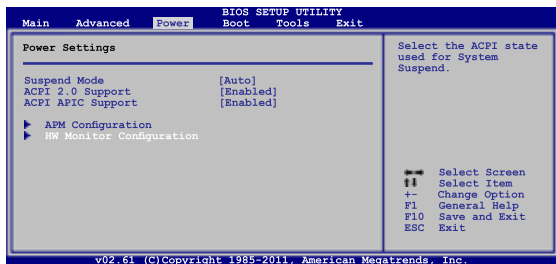 BIOS SETUP UTILITY
Main Advanced Power Boot Tools Exit
Power Settings
Suspend Mode [Auto]
ACPI 2.0 Support [Enabled]
ACPI APIC Support [Enabled]
APM Configuration
HW Monitor Configuration
Select the ACPI state
used for System
Suspend.
Select Screen
Select Item
+- Change Option
F1 General Help
F10 Save and Exit
ESC Exit
v02.61 (C)Copyright 1985-2011, American Megatrends, Inc.